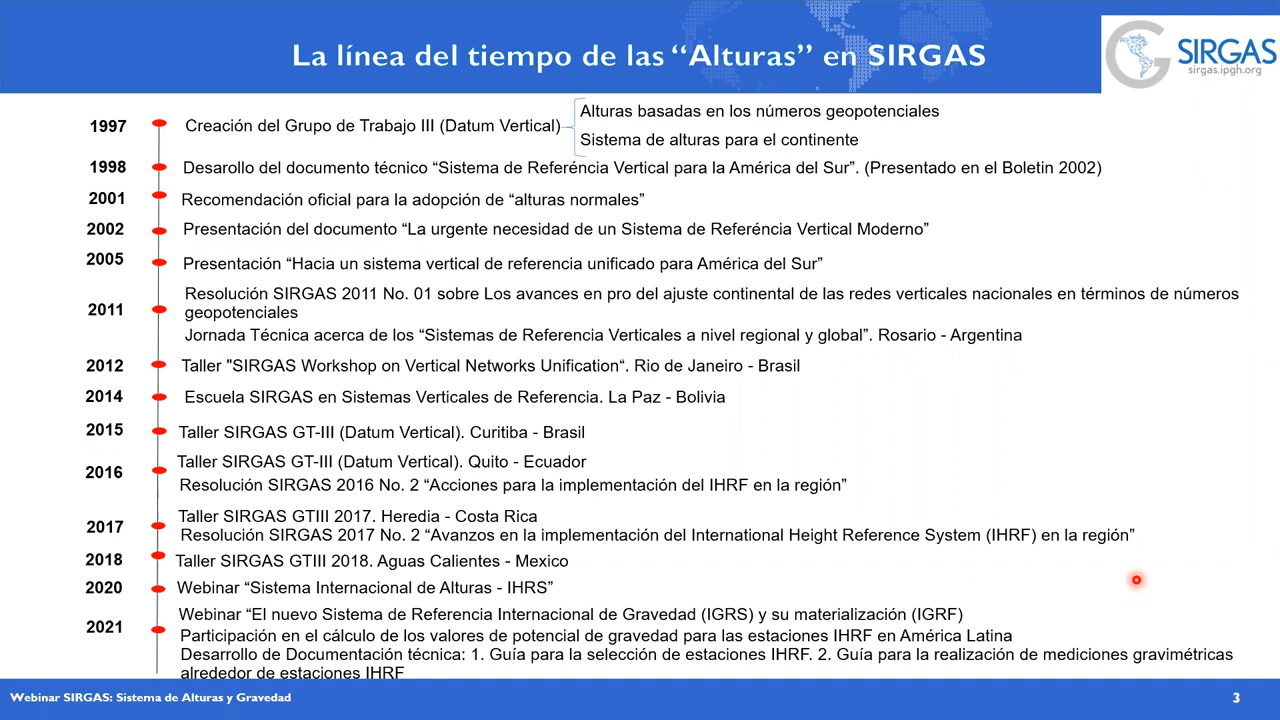 La línea del tiempo de las “Alturas” en SIRGAS
SIRGAS
sirgas.ipgh.org
1997
Creación del Grupo de Trabajo III (Datum Vertical)
Alturas basadas en los números geopotenciales
Sistema de alturas para el continente
1998
Desarollo del documento técnico “Sistema de Referéncia Vertical para la América del Sur”. (Presentado en el Boletin 2002)
2001
Recomendación oficial para la adopción de “alturas normales”
2002
Presentación del documento “La urgente necesidad de un Sistema de Referéncia Vertical Moderno”
2005
Presentación “Hacia un sistema vertical de referencia unificado para América del Sur”
2011
Resolución SIRGAS 2011 No. 01 sobre Los avances en pro del ajuste continental de las redes verticales nacionales en términos de números
geopotenciales
Jornada Técnica acerca de los “Sistemas de Referencia Verticales a nivel regional y global”. Rosario - Argentina
2012
Taller "SIRGAS Workshop on Vertical Networks Unification“. Rio de Janeiro - Brasil
2014
Escuela SIRGAS en Sistemas Verticales de Referencia. La Paz - Bolivia
2015
Taller SIRGAS GT-III (Datum Vertical). Curitiba - Brasil
2016
Taller SIRGAS GT-III (Datum Vertical). Quito - Ecuador
Resolución SIRGAS 2016 No. 2 “Acciones para la implementación del IHRF en la región”
2017
Taller SIRGAS GTIII 2017. Heredia - Costa Rica
Resolución SIRGAS 2017 No. 2 “Avanzos en la implementación del International Height Reference System (IHRF) en la región”
2018
Taller SIRGAS GTIII 2018. Aguas Calientes - Mexico
2020
Webinar “Sistema Internacional de Alturas - IHRS”
2021
Webinar “El nuevo Sistema de Referencia Internacional de Gravedad (IGRS) y su materialización (IGRF)
Participación en el cálculo de los valores de potencial de gravedad para las estaciones IHRF en América Latina
Desarrollo de Documentación técnica: 1. Guía para la selección de estaciones IHRF. 2. Guía para la realización de mediciones gravimétricas
alrededor de estaciones IHRF
Webinar SIRGAS: Sistema de Alturas y Gravedad
3